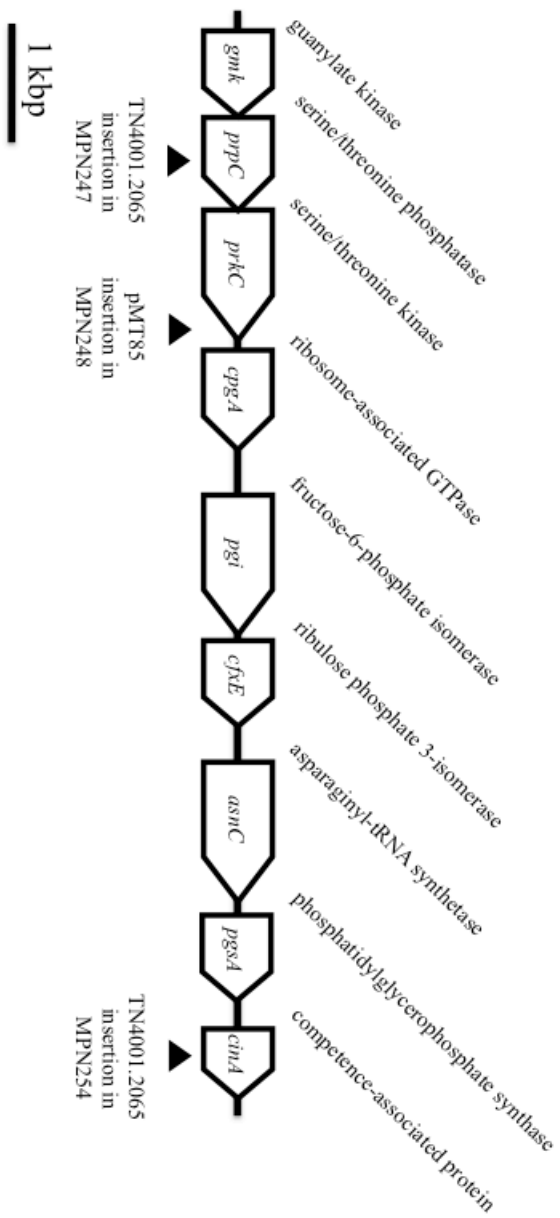 guanylate kinase
serine/threonine phosphatase
serine/threonine kinase
ribosome-associated GTPase
fructose-6-phosphate isomerase
ribulose phosphate 3-isomerase
asparaginyl-tRNA synthetase
phosphatidylglycerophosphate synthase
competence-associated protein
gmk
prpC
prkC
cpgA
pgi
cfxE
asnC
pgsA
cinA
TN4001.2065
insertion in
MPN247
pMT85
insertion in
MPN248
TN4001.2065
insertion in
MPN254
1 kbp